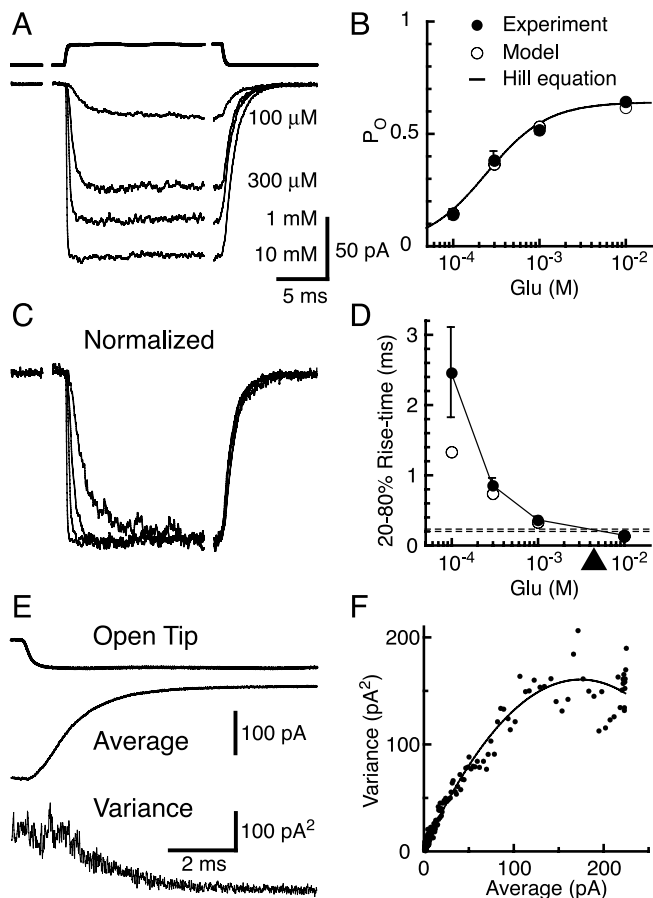 A
100 µM
300 µM
1 mM
10 mM
50 pA
5 ms
B
Experiment
Model
Hill equation
1
0.5
0
P_O
10⁻⁴
10⁻³
10⁻²
Glu (M)
C
Normalized
D
3
2
1
0
20-80% Rise-time (ms)
10⁻⁴
10⁻³
10⁻²
Glu (M)
E
Open Tip
100 pA
Average
Variance
100 pA²
2 ms
F
200
100
0
Variance (pA²)
0
100
200
Average (pA)